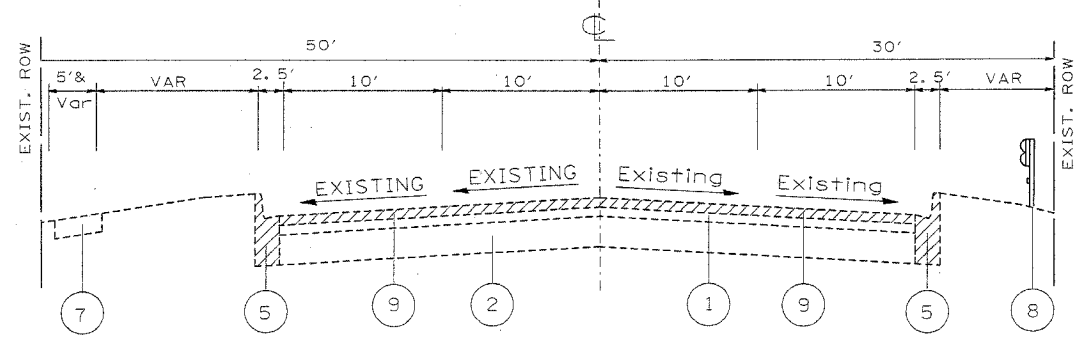 ℄
50' 30'
EXIST. ROW
5'& Var
VAR 2.5' 10' 10' 10' 10' 2.5' VAR
EXIST. ROW
EXISTING EXISTING Existing Existing
7 5 9 2 1 9 5 8